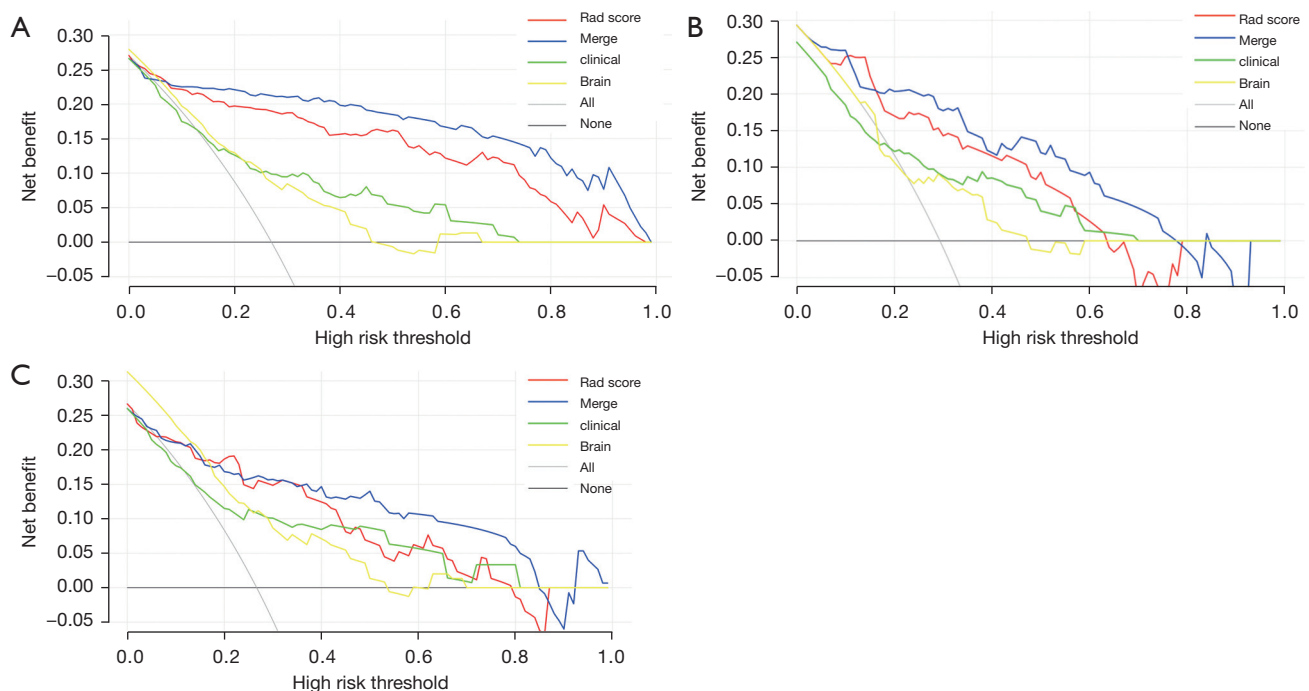 A
Net benefit
0.30
0.25
0.20
0.15
0.10
0.05
0.00
−0.05
0.0 0.2 0.4 0.6 0.8 1.0
High risk threshold
Rad score
Merge
clinical
Brain
All
None
B
Net benefit
0.30
0.25
0.20
0.15
0.10
0.05
0.00
−0.05
0.0 0.2 0.4 0.6 0.8 1.0
High risk threshold
Rad score
Merge
clinical
Brain
All
None
C
Net benefit
0.30
0.25
0.20
0.15
0.10
0.05
0.00
−0.05
0.0 0.2 0.4 0.6 0.8 1.0
High risk threshold
Rad score
Merge
clinical
Brain
All
None